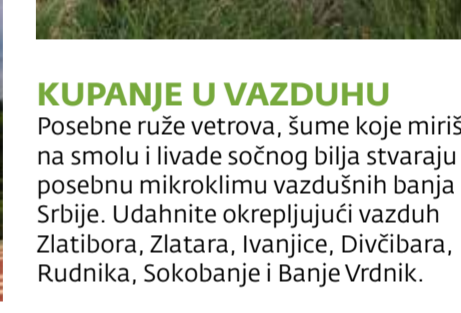 KUPANJE U VAZDUHU
Posebne ruže vetrova, šume koje miriš
na smolu i livade sočnog bilja stvaraju
posebnu mikroklimu vazdušnih banja
Srbije. Udahnite okrepljujući vazduh
Zlatibora, Zlatara, Ivanjice, Divčibara,
Rudnika, Sokobanje i Banje Vrdnik.